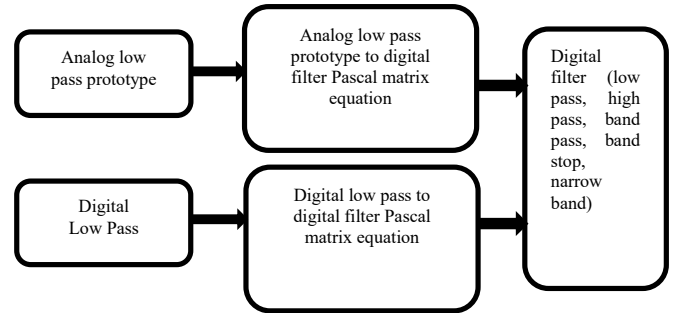 Analog low
pass prototype
Analog low pass
prototype to digital
filter Pascal matrix
equation
Digital
Low Pass
Digital low pass to
digital filter Pascal
matrix equation
Digital
filter (low
pass, high
pass, band
pass, band
stop,
narrow
band)